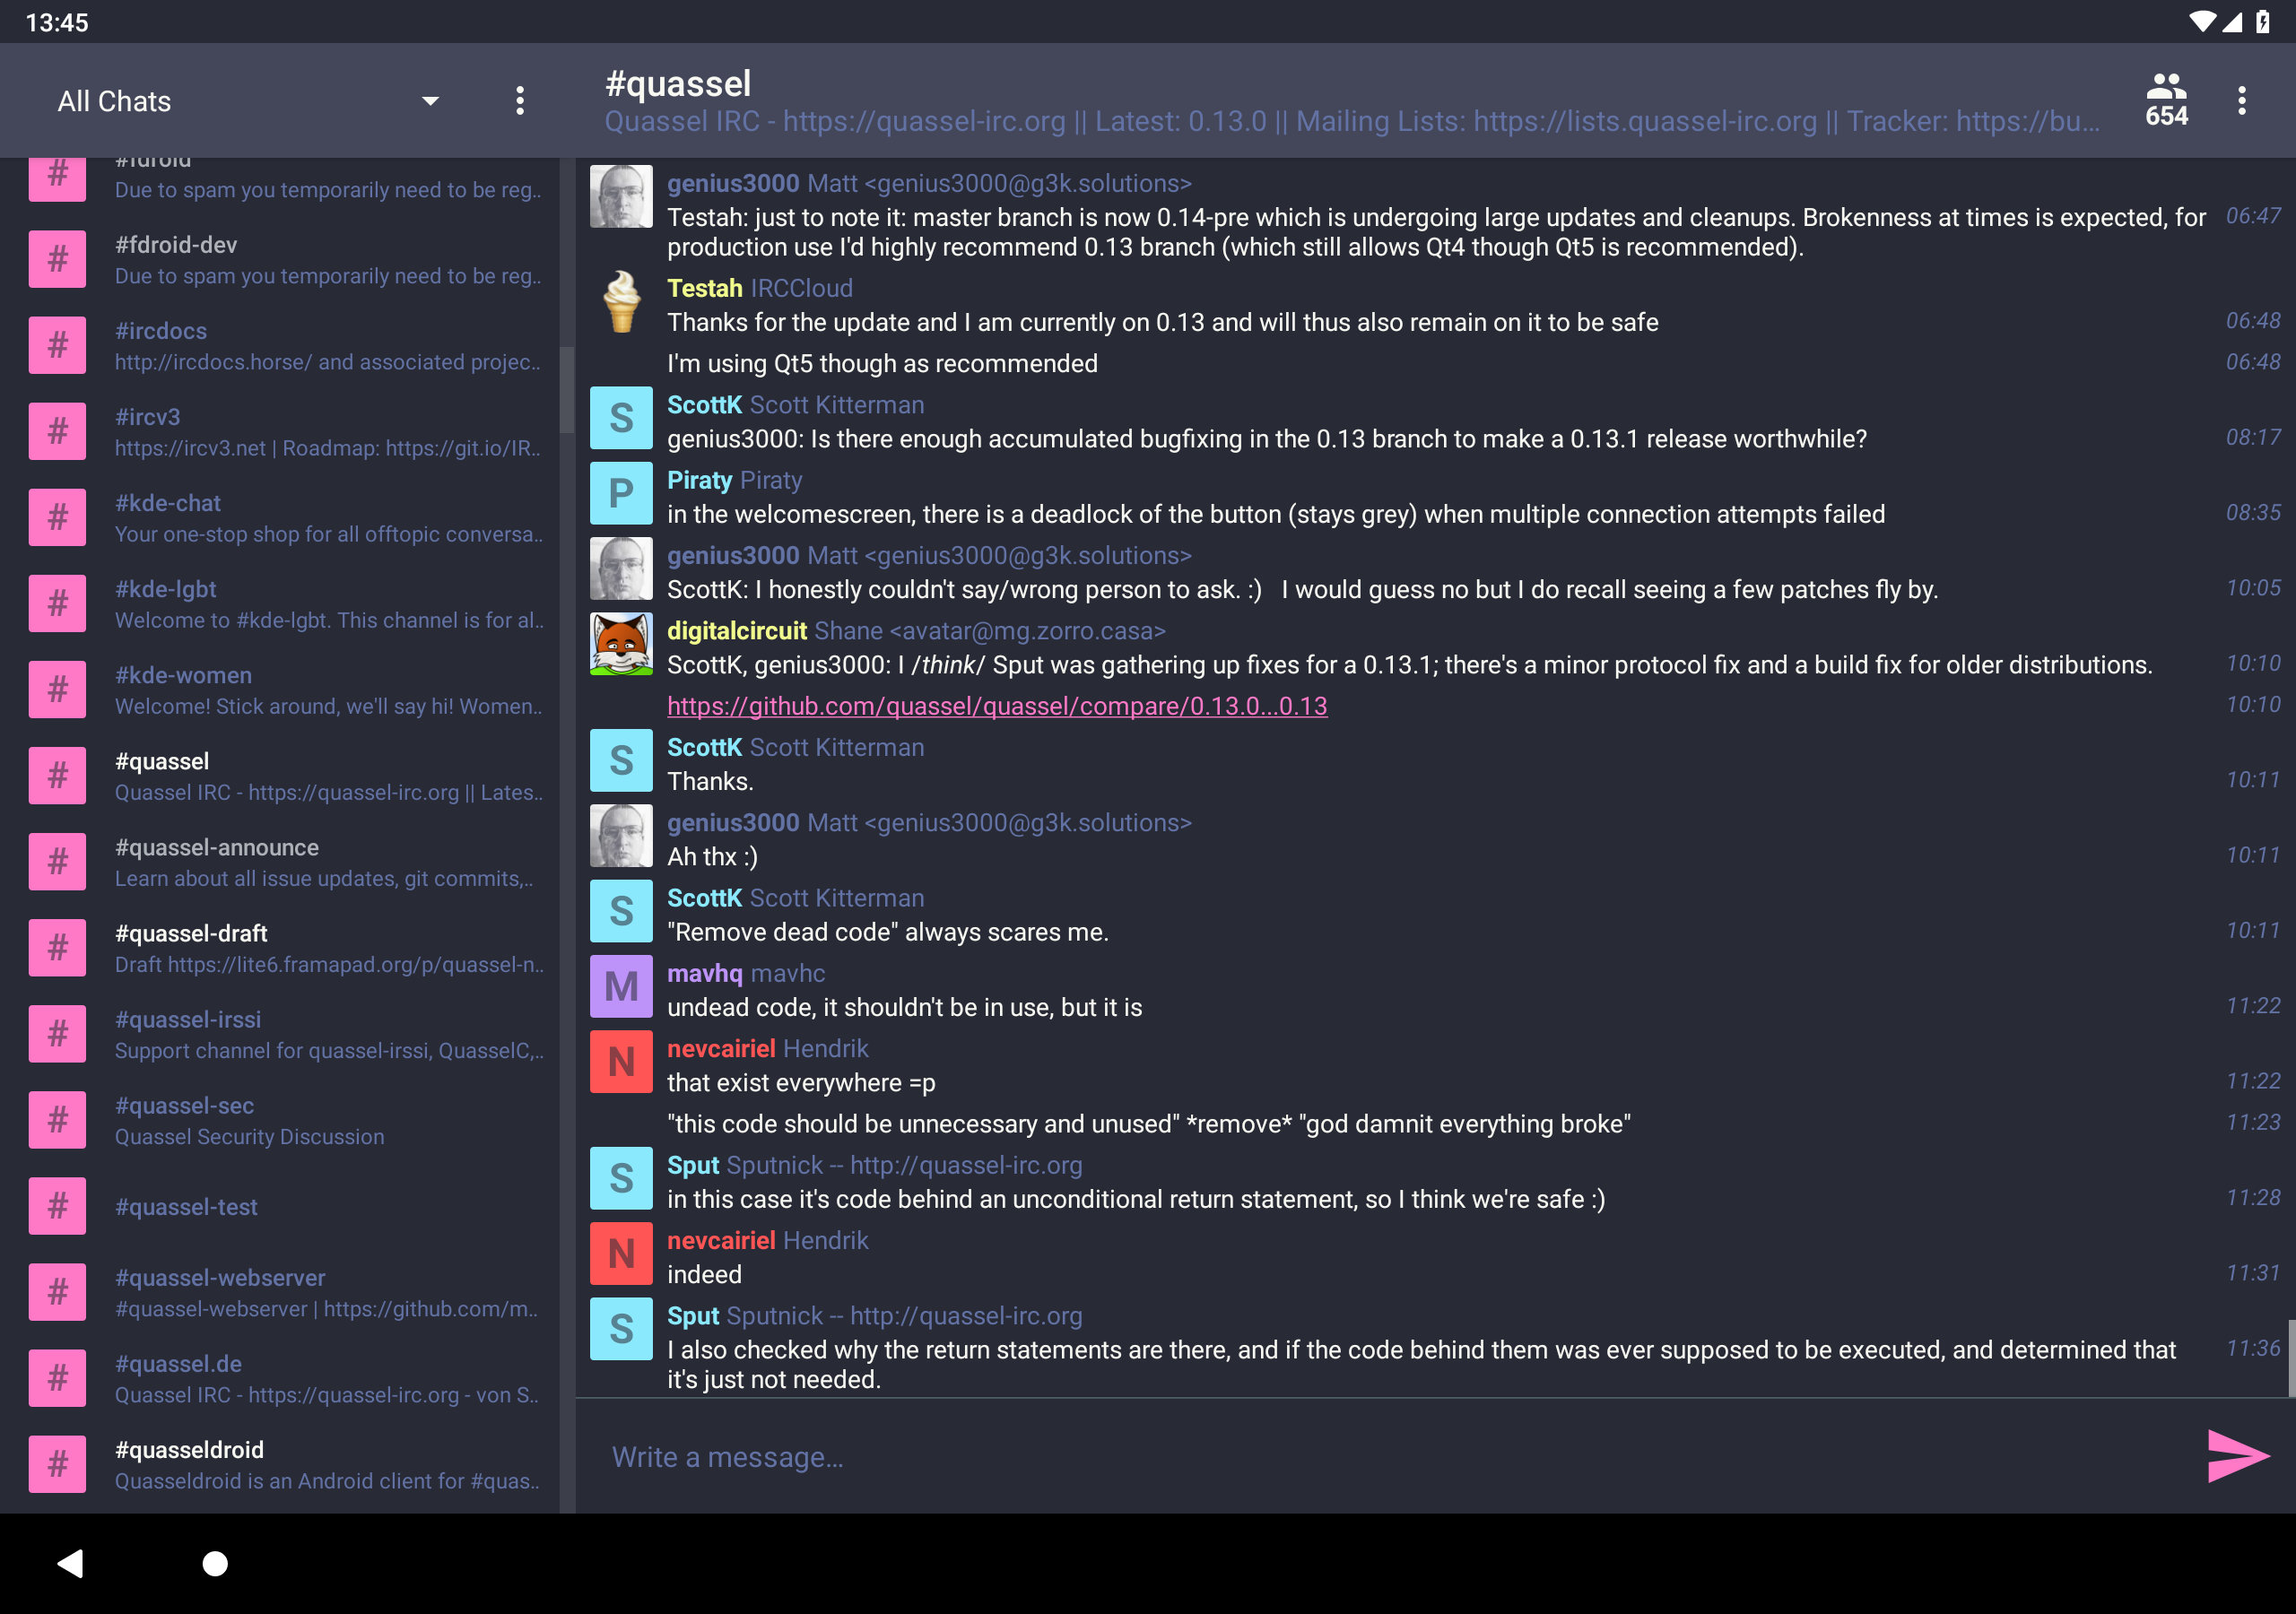 13:45
All Chats
#quassel
Quassel IRC - https://quassel-irc.org || Latest: 0.13.0 || Mailing Lists: https://lists.quassel-irc.org || Tracker: https://bu...
654
#fdroid
Due to spam you temporarily need to be reg..
#fdroid-dev
Due to spam you temporarily need to be reg..
#ircdocs
http://ircdocs.horse/ and associated projec..
#ircv3
https://ircv3.net | Roadmap: https://git.io/IR..
#kde-chat
Your one-stop shop for all offtopic conversa..
#kde-lgbt
Welcome to #kde-lgbt. This channel is for al..
#kde-women
Welcome! Stick around, we'll say hi! Women..
#quassel
Quassel IRC - https://quassel-irc.org || Lates..
#quassel-announce
Learn about all issue updates, git commits,..
#quassel-draft
Draft https://lite6.framapad.org/p/quassel-n..
#quassel-irssi
Support channel for quassel-irssi, QuasselC,..
#quassel-sec
Quassel Security Discussion
#quassel-test
#quassel-webserver
#quassel-webserver | https://github.com/m..
#quassel.de
Quassel IRC - https://quassel-irc.org - von S..
#quasseldroid
Quasseldroid is an Android client for #quas..
genius3000 Matt <genius3000@g3k.solutions>
Testah: just to note it: master branch is now 0.14-pre which is undergoing large updates and cleanups. Brokenness at times is expected, for 06:47
production use I'd highly recommend 0.13 branch (which still allows Qt4 though Qt5 is recommended).
Testah IRCCloud
Thanks for the update and I am currently on 0.13 and will thus also remain on it to be safe 06:48
I'm using Qt5 though as recommended 06:48
S ScottK Scott Kitterman
genius3000: Is there enough accumulated bugfixing in the 0.13 branch to make a 0.13.1 release worthwhile? 08:17
P Piraty Piraty
in the welcomescreen, there is a deadlock of the button (stays grey) when multiple connection attempts failed 08:35
genius3000 Matt <genius3000@g3k.solutions>
ScottK: I honestly couldn't say/wrong person to ask. :)   I would guess no but I do recall seeing a few patches fly by. 10:05
digitalcircuit Shane <avatar@mg.zorro.casa>
ScottK, genius3000: I /think/ Sput was gathering up fixes for a 0.13.1; there's a minor protocol fix and a build fix for older distributions. 10:10
https://github.com/quassel/quassel/compare/0.13.0...0.13 10:10
S ScottK Scott Kitterman
Thanks. 10:11
genius3000 Matt <genius3000@g3k.solutions>
Ah thx :) 10:11
S ScottK Scott Kitterman
"Remove dead code" always scares me. 10:11
M mavhq mavhc
undead code, it shouldn't be in use, but it is 11:22
N nevcairiel Hendrik
that exist everywhere =p 11:22
"this code should be unnecessary and unused" *remove* "god damnit everything broke" 11:23
S Sput Sputnick -- http://quassel-irc.org
in this case it's code behind an unconditional return statement, so I think we're safe :) 11:28
N nevcairiel Hendrik
indeed 11:31
S Sput Sputnick -- http://quassel-irc.org
I also checked why the return statements are there, and if the code behind them was ever supposed to be executed, and determined that 11:36
it's just not needed.
Write a message...